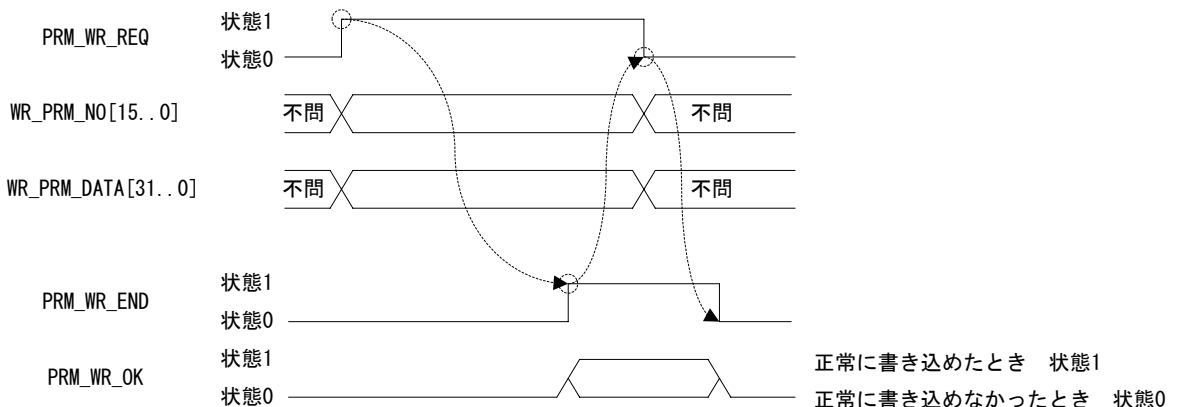 PRM_WR_REQ 状態1
状態0
WR_PRM_NO[15..0] 不問 不問
WR_PRM_DATA[31..0] 不問 不問
PRM_WR_END 状態1
状態0
PRM_WR_OK 状態1 正常に書き込めたとき 状態1
状態0 正常に書き込めなかったとき 状態0